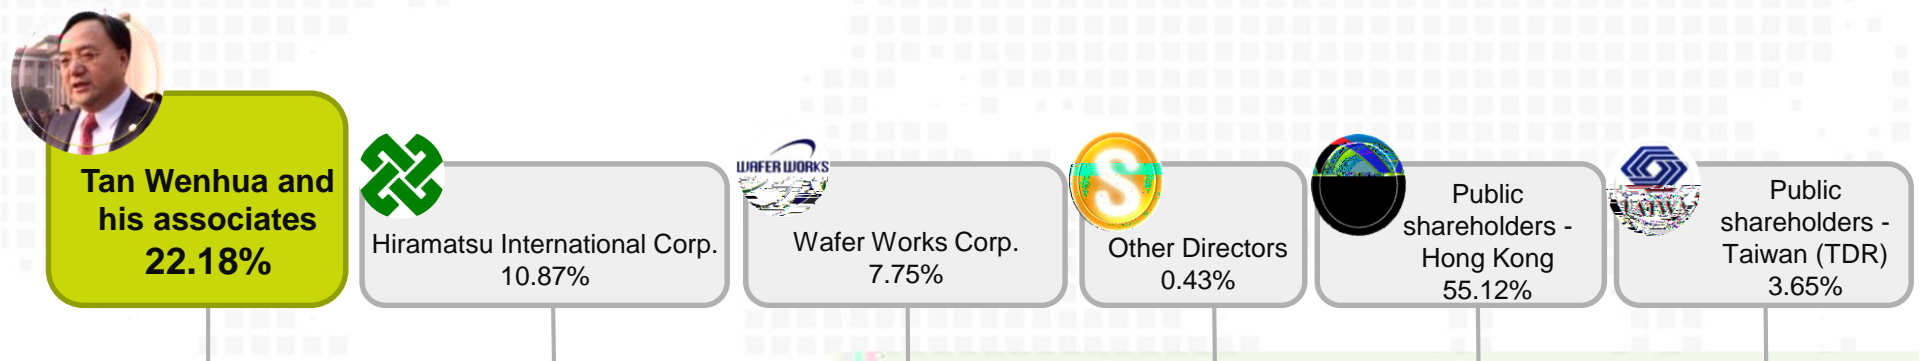 Tan Wenhua and
his associates
22.18%
Hiramatsu International Corp.
10.87%
WAFER WORKS
Wafer Works Corp.
7.75%
S
Other Directors
0.43%
Public
shareholders -
Hong Kong
55.12%
Public
shareholders -
Taiwan (TDR)
3.65%